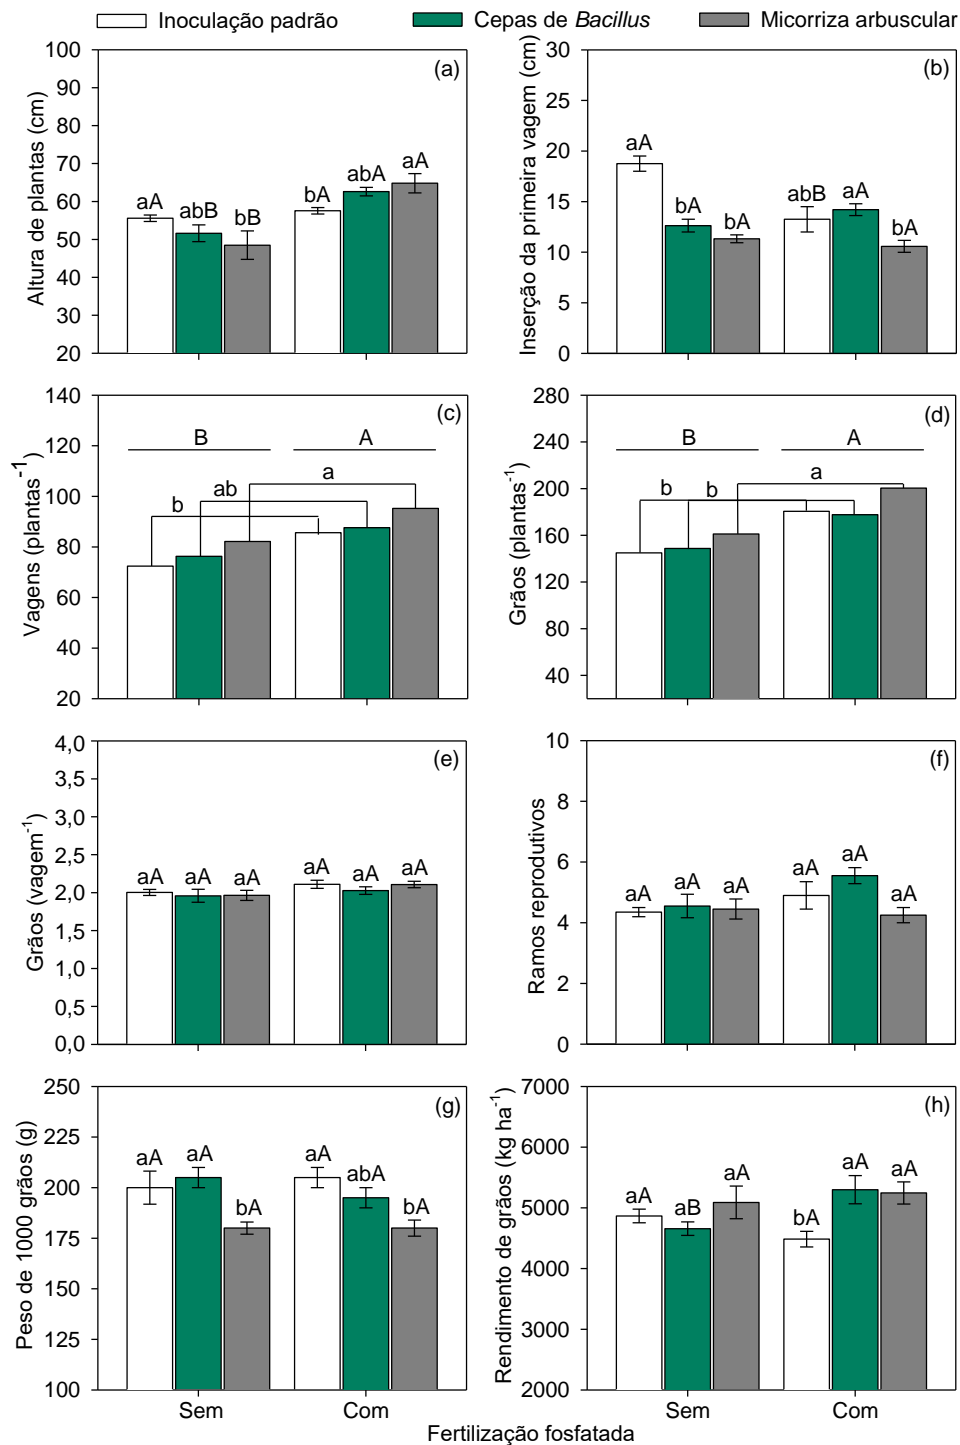 Inoculação padrão Cepas de Bacillus Micorriza arbuscular
(a)
Altura de plantas (cm)
100
90
80
70
60
50
40
30
20
aA abB bB bA abA aA
(b)
Inserção da primeira vagem (cm)
30
25
20
15
10
5
0
aA bA bA abB aA bA
(c)
Vagens (plantas-1)
140
120
100
80
60
40
20
B A
b ab a
(d)
Grãos (plantas-1)
280
240
200
160
120
80
40
B A
b b a
(e)
Grãos (vagem-1)
4,0
3,5
3,0
2,5
2,0
1,5
1,0
0,5
0,0
aA aA aA aA aA aA
(f)
Ramos reprodutivos
10
8
6
4
2
0
aA aA aA aA aA aA
(g)
Peso de 1000 grãos (g)
250
225
200
175
150
125
100
aA aA bA aA abA bA
Sem Com
(h)
Rendimento de grãos (kg ha-1)
7000
6000
5000
4000
3000
2000
aA aB aA bA aA aA
Sem Com
Fertilização fosfatada